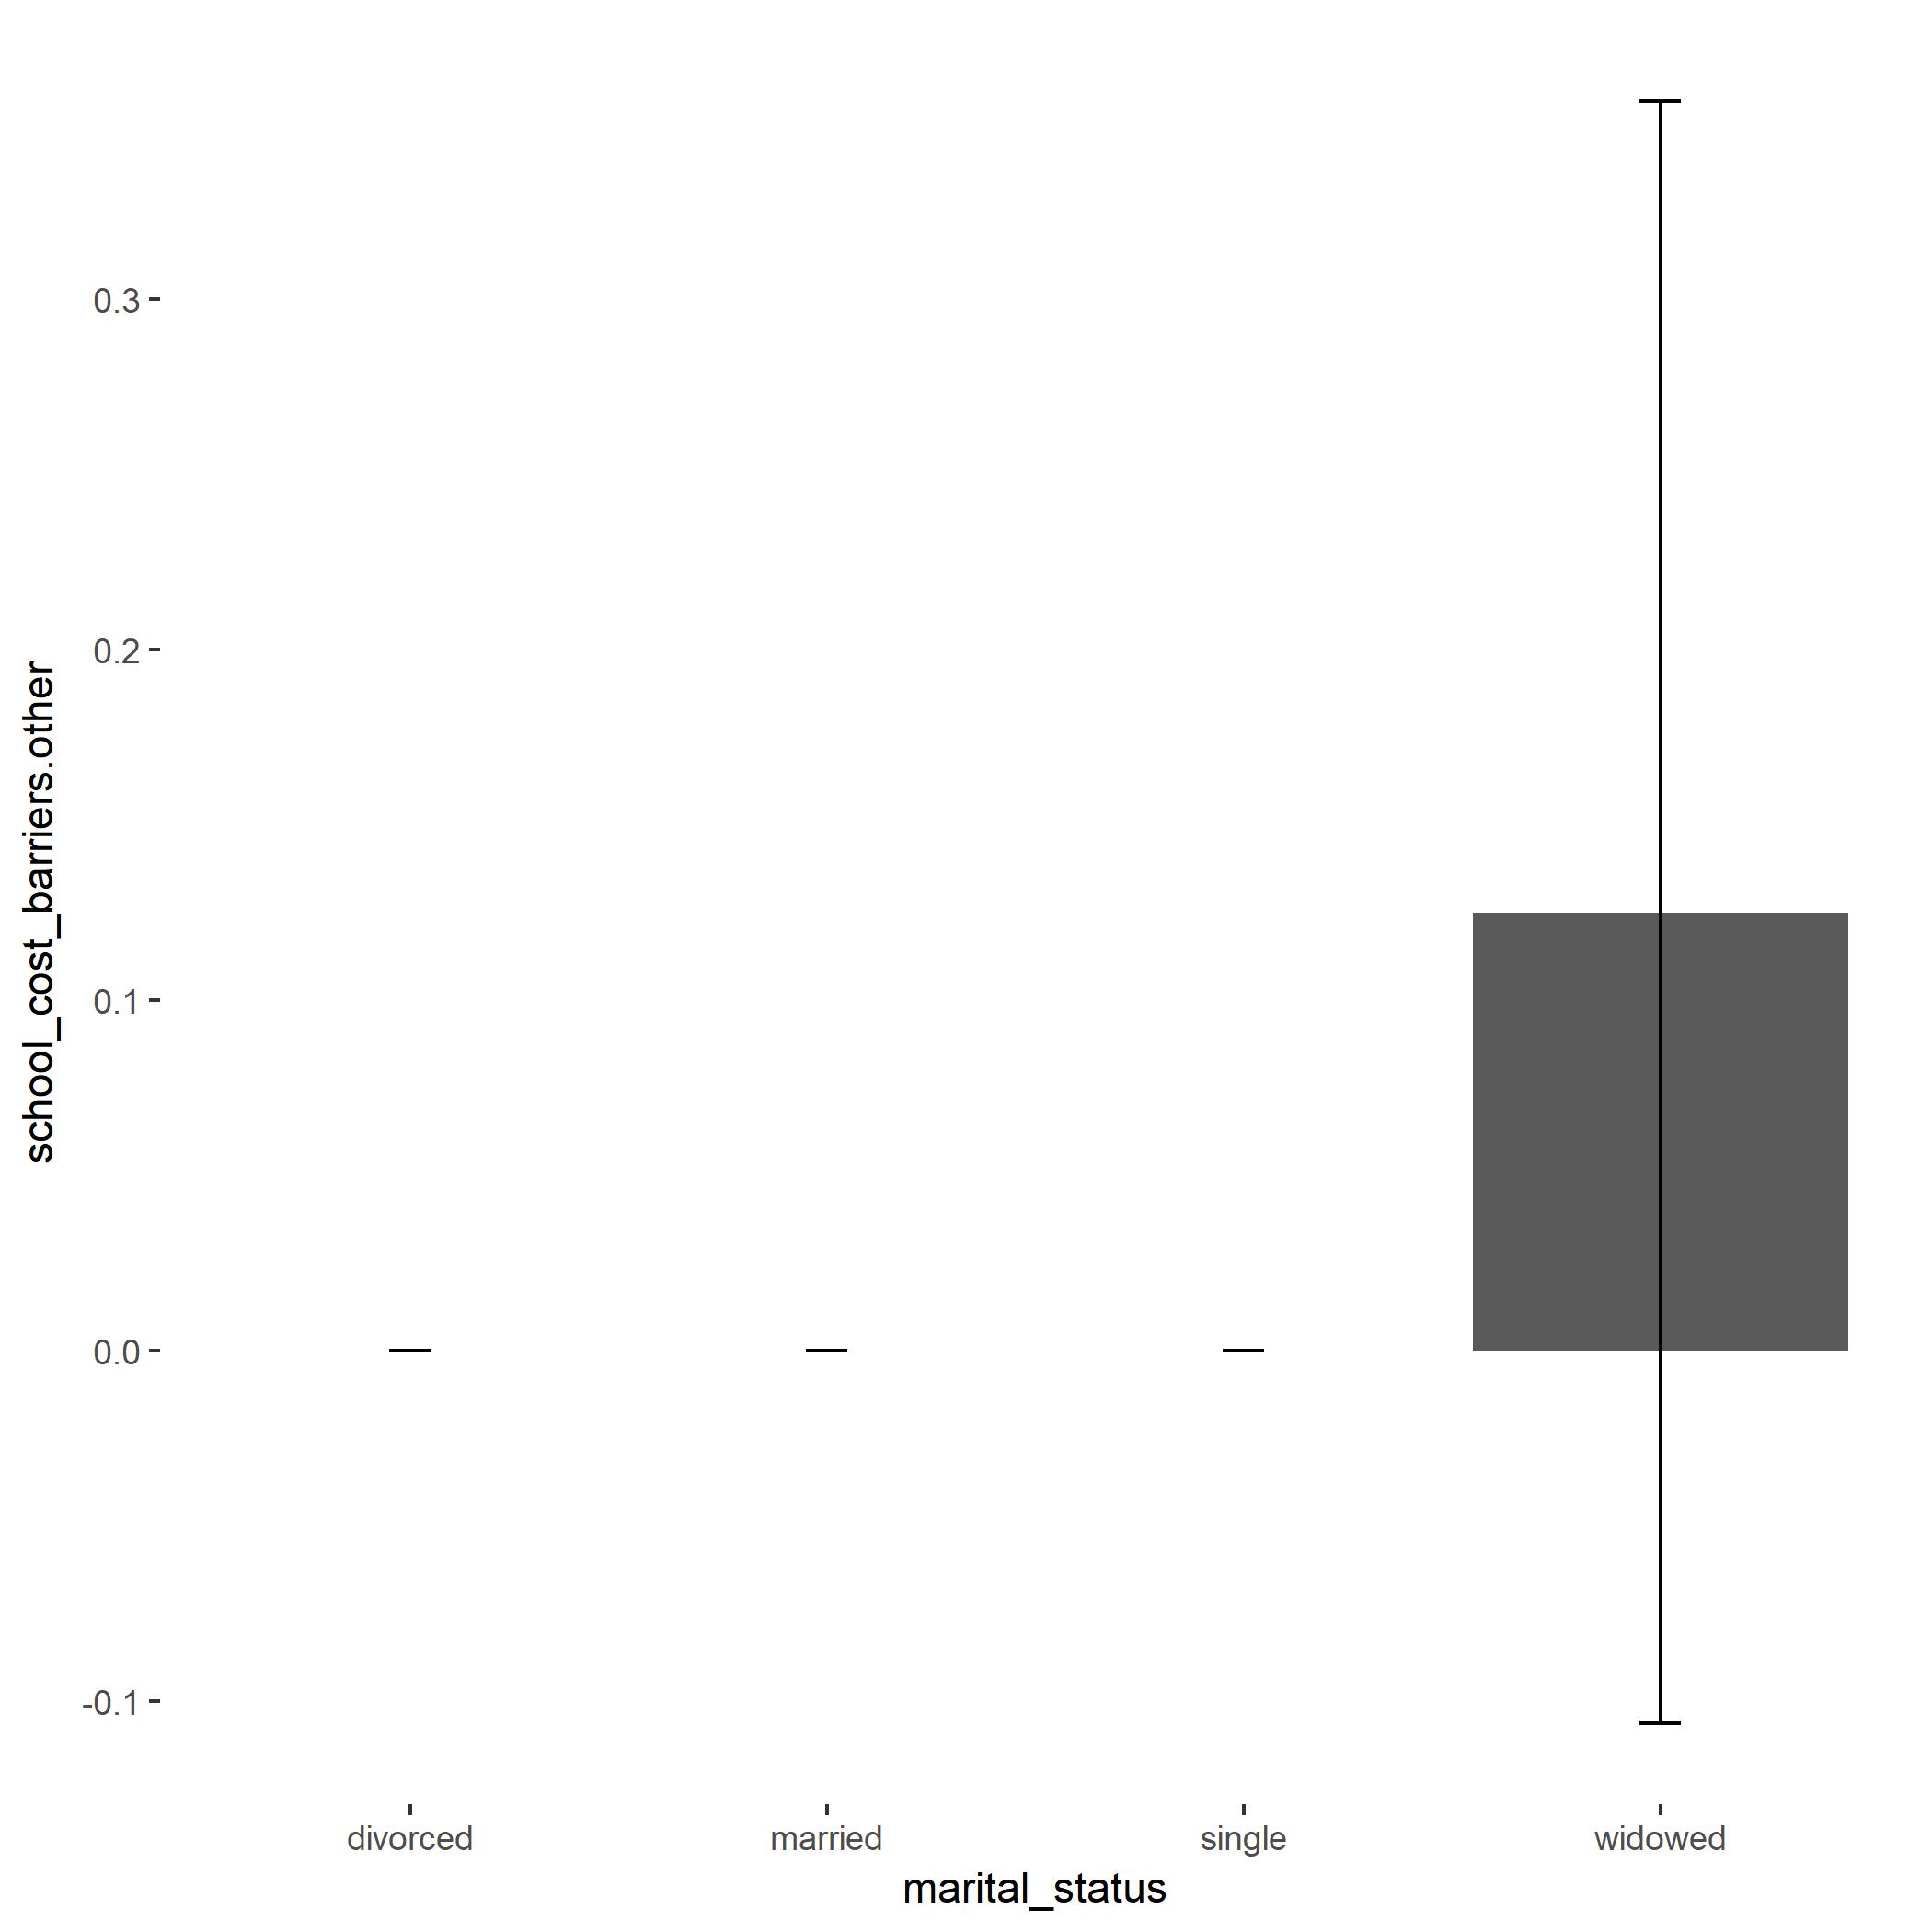 school_cost_barriers.other
0.3
0.2
0.1
0.0
-0.1
divorced married single widowed
marital_status